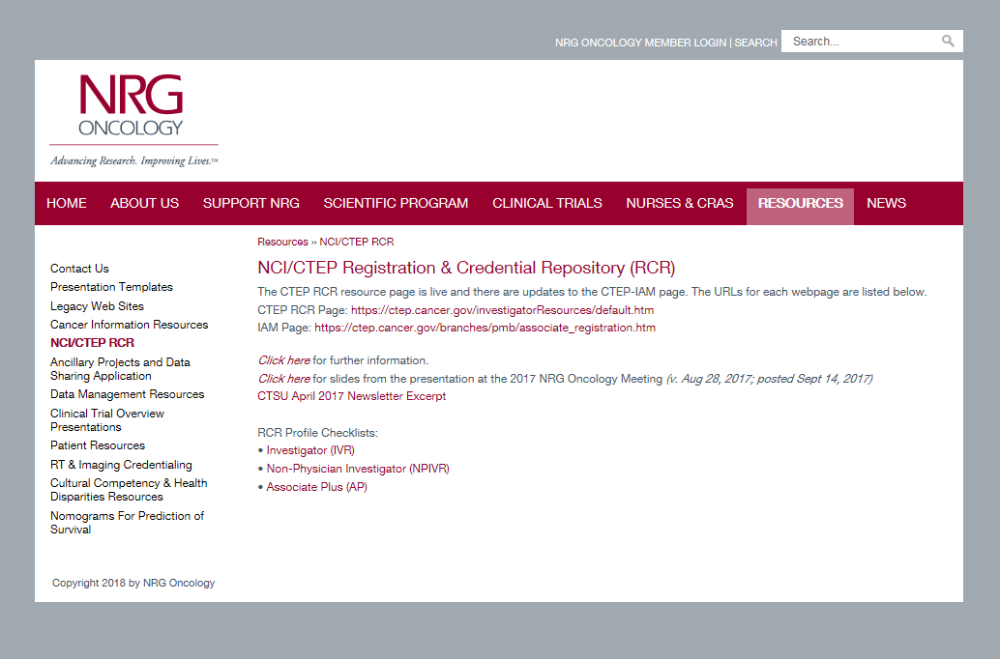 NRG ONCOLOGY MEMBER LOGIN | SEARCH Search...
NRG
ONCOLOGY
Advancing Research. Improving Lives.™
HOME ABOUT US SUPPORT NRG SCIENTIFIC PROGRAM CLINICAL TRIALS NURSES & CRAS RESOURCES NEWS
Contact Us
Presentation Templates
Legacy Web Sites
Cancer Information Resources
NCI/CTEP RCR
Ancillary Projects and Data
Sharing Application
Data Management Resources
Clinical Trial Overview
Presentations
Patient Resources
RT & Imaging Credentialing
Cultural Competency & Health
Disparities Resources
Nomograms For Prediction of
Survival
Resources » NCI/CTEP RCR
NCI/CTEP Registration & Credential Repository (RCR)
The CTEP RCR resource page is live and there are updates to the CTEP-IAM page. The URLs for each webpage are listed below.
CTEP RCR Page: https://ctep.cancer.gov/investigatorResources/default.htm
IAM Page: https://ctep.cancer.gov/branches/pmb/associate_registration.htm
Click here for further information.
Click here for slides from the presentation at the 2017 NRG Oncology Meeting (v. Aug 28, 2017; posted Sept 14, 2017)
CTSU April 2017 Newsletter Excerpt
RCR Profile Checklists:
• Investigator (IVR)
• Non-Physician Investigator (NPIVR)
• Associate Plus (AP)
Copyright 2018 by NRG Oncology